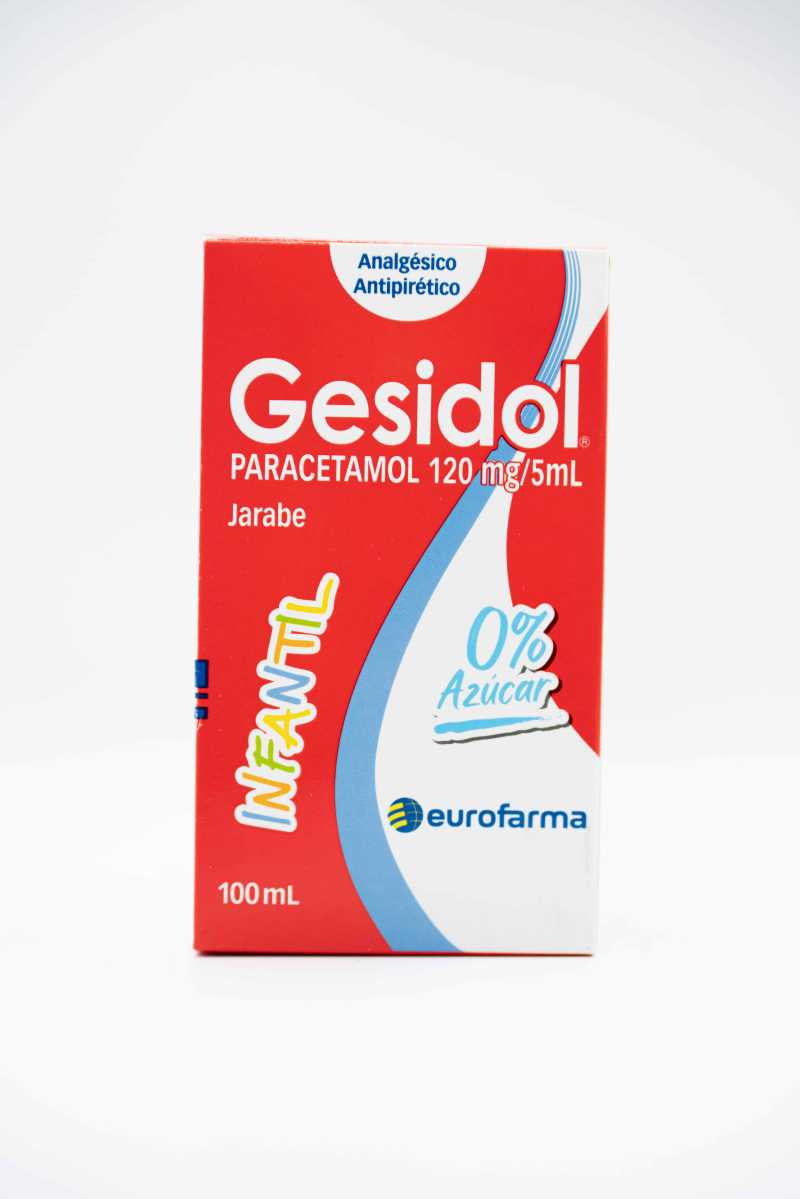 Analgésico
Antipirético
Gesidol®
PARACETAMOL 120 mg/5mL
Jarabe
INFANTIL
0%
Azúcar
eurofarma
100 mL